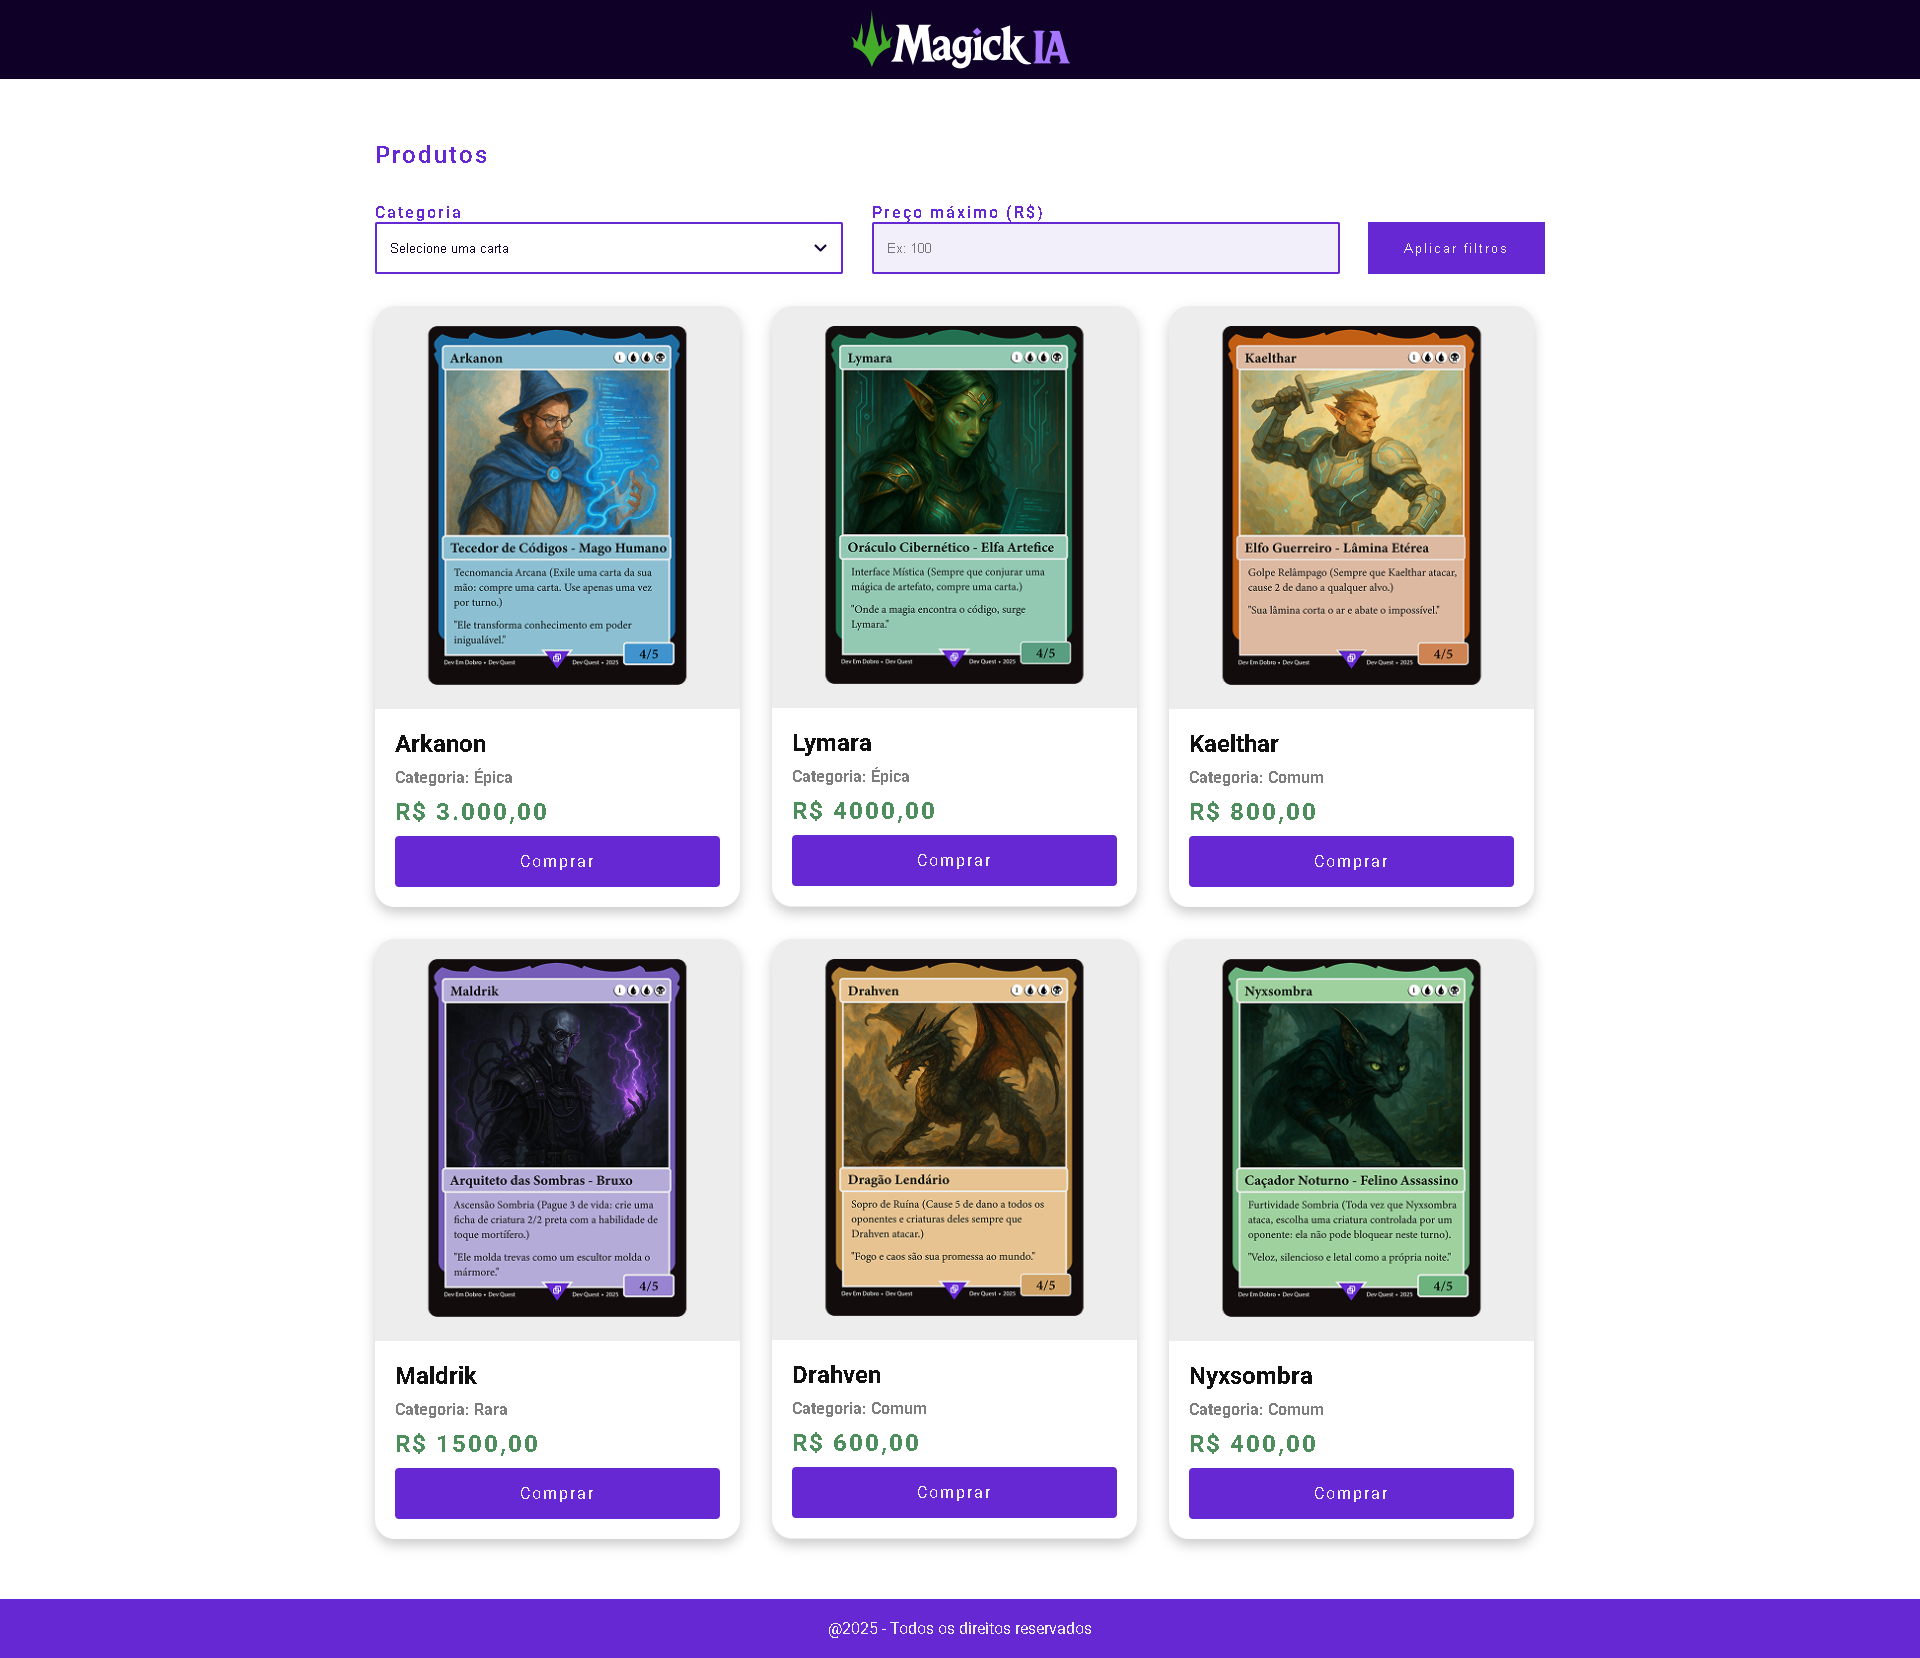 Magick IA
Produtos
Categoria
Preço máximo (R$)
Selecione uma carta
Ex: 100
Aplicar filtros
Arkanon
1
Tecedor de Códigos - Mago Humano
Tecnomancia Arcana (Exile uma carta da sua
mão: compre uma carta. Use apenas uma vez
por turno.)
"Ele transforma conhecimento em poder
inigualável."
4/5
Dev Em Dobro • Dev Quest
Dev Quest • 2025
Lymara
1
Oráculo Cibernético - Elfa Artefice
Interface Mística (Sempre que conjurar uma
mágica de artefato, compre uma carta.)
"Onde a magia encontra o código, surge
Lymara."
4/5
Dev Em Dobro • Dev Quest
Dev Quest • 2025
Kaelthar
1
Elfo Guerreiro - Lâmina Etérea
Golpe Relâmpago (Sempre que Kaelthar atacar,
cause 2 de dano a qualquer alvo.)
"Sua lâmina corta o ar e abate o impossível."
4/5
Dev Em Dobro • Dev Quest
Dev Quest • 2025
Arkanon
Categoria: Épica
R$ 3.000,00
Comprar
Lymara
Categoria: Épica
R$ 4000,00
Comprar
Kaelthar
Categoria: Comum
R$ 800,00
Comprar
Maldrik
1
Arquiteto das Sombras - Bruxo
Ascensão Sombria (Pague 3 de vida: crie uma
ficha de criatura 2/2 preta com a habilidade de
toque mortífero.)
"Ele molda trevas como um escultor molda o
mármore."
4/5
Dev Em Dobro • Dev Quest
Dev Quest • 2025
Drahven
1
Dragão Lendário
Sopro de Ruína (Cause 5 de dano a todos os
oponentes e criaturas deles sempre que
Drahven atacar.)
"Fogo e caos são sua promessa ao mundo."
4/5
Dev Em Dobro • Dev Quest
Dev Quest • 2025
Nyxsombra
1
Caçador Noturno - Felino Assassino
Furtividade Sombria (Toda vez que Nyxsombra
ataca, escolha uma criatura controlada por um
oponente: ela não pode bloquear neste turno).
"Veloz, silencioso e letal como a própria noite."
4/5
Dev Em Dobro • Dev Quest
Dev Quest • 2025
Maldrik
Categoria: Rara
R$ 1500,00
Comprar
Drahven
Categoria: Comum
R$ 600,00
Comprar
Nyxsombra
Categoria: Comum
R$ 400,00
Comprar
@2025 - Todos os direitos reservados